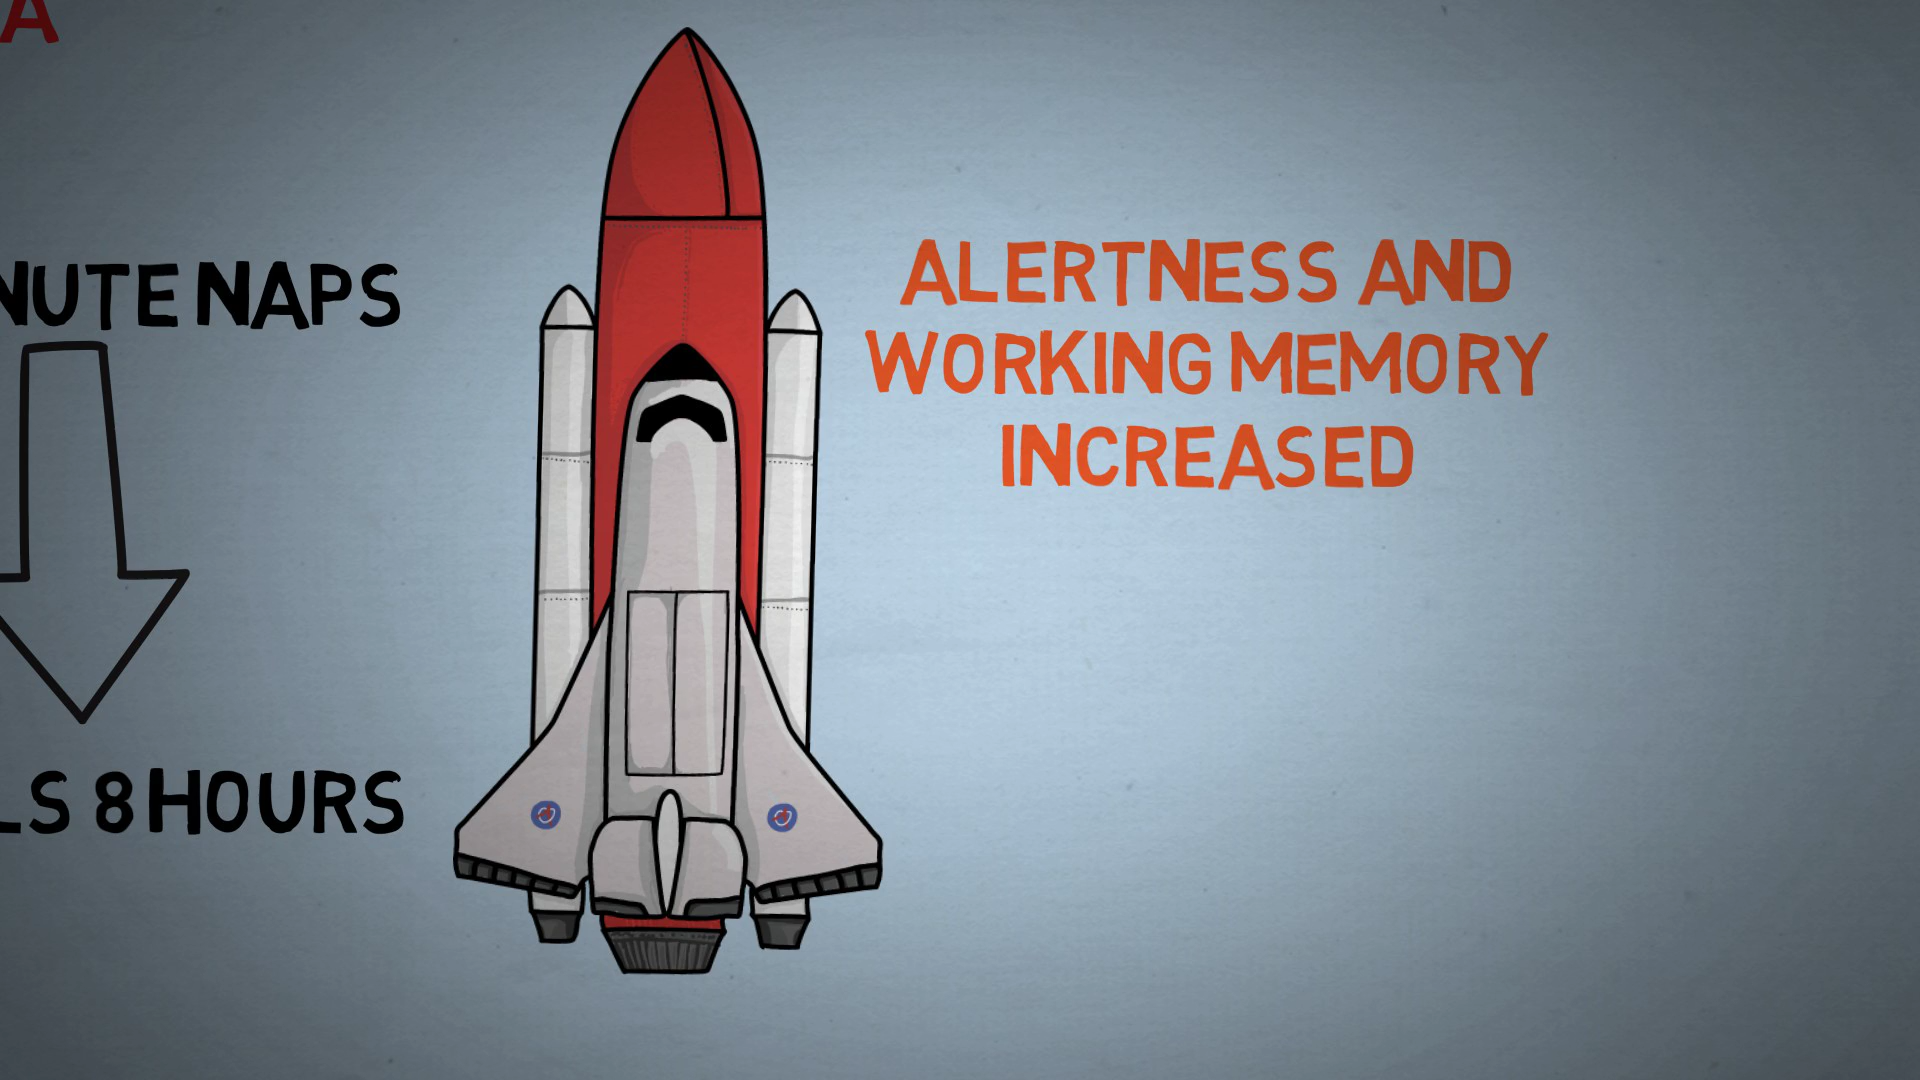 A
NUTE NAPS
ALERTNESS AND
WORKING MEMORY
INCREASED
LS 8 HOURS